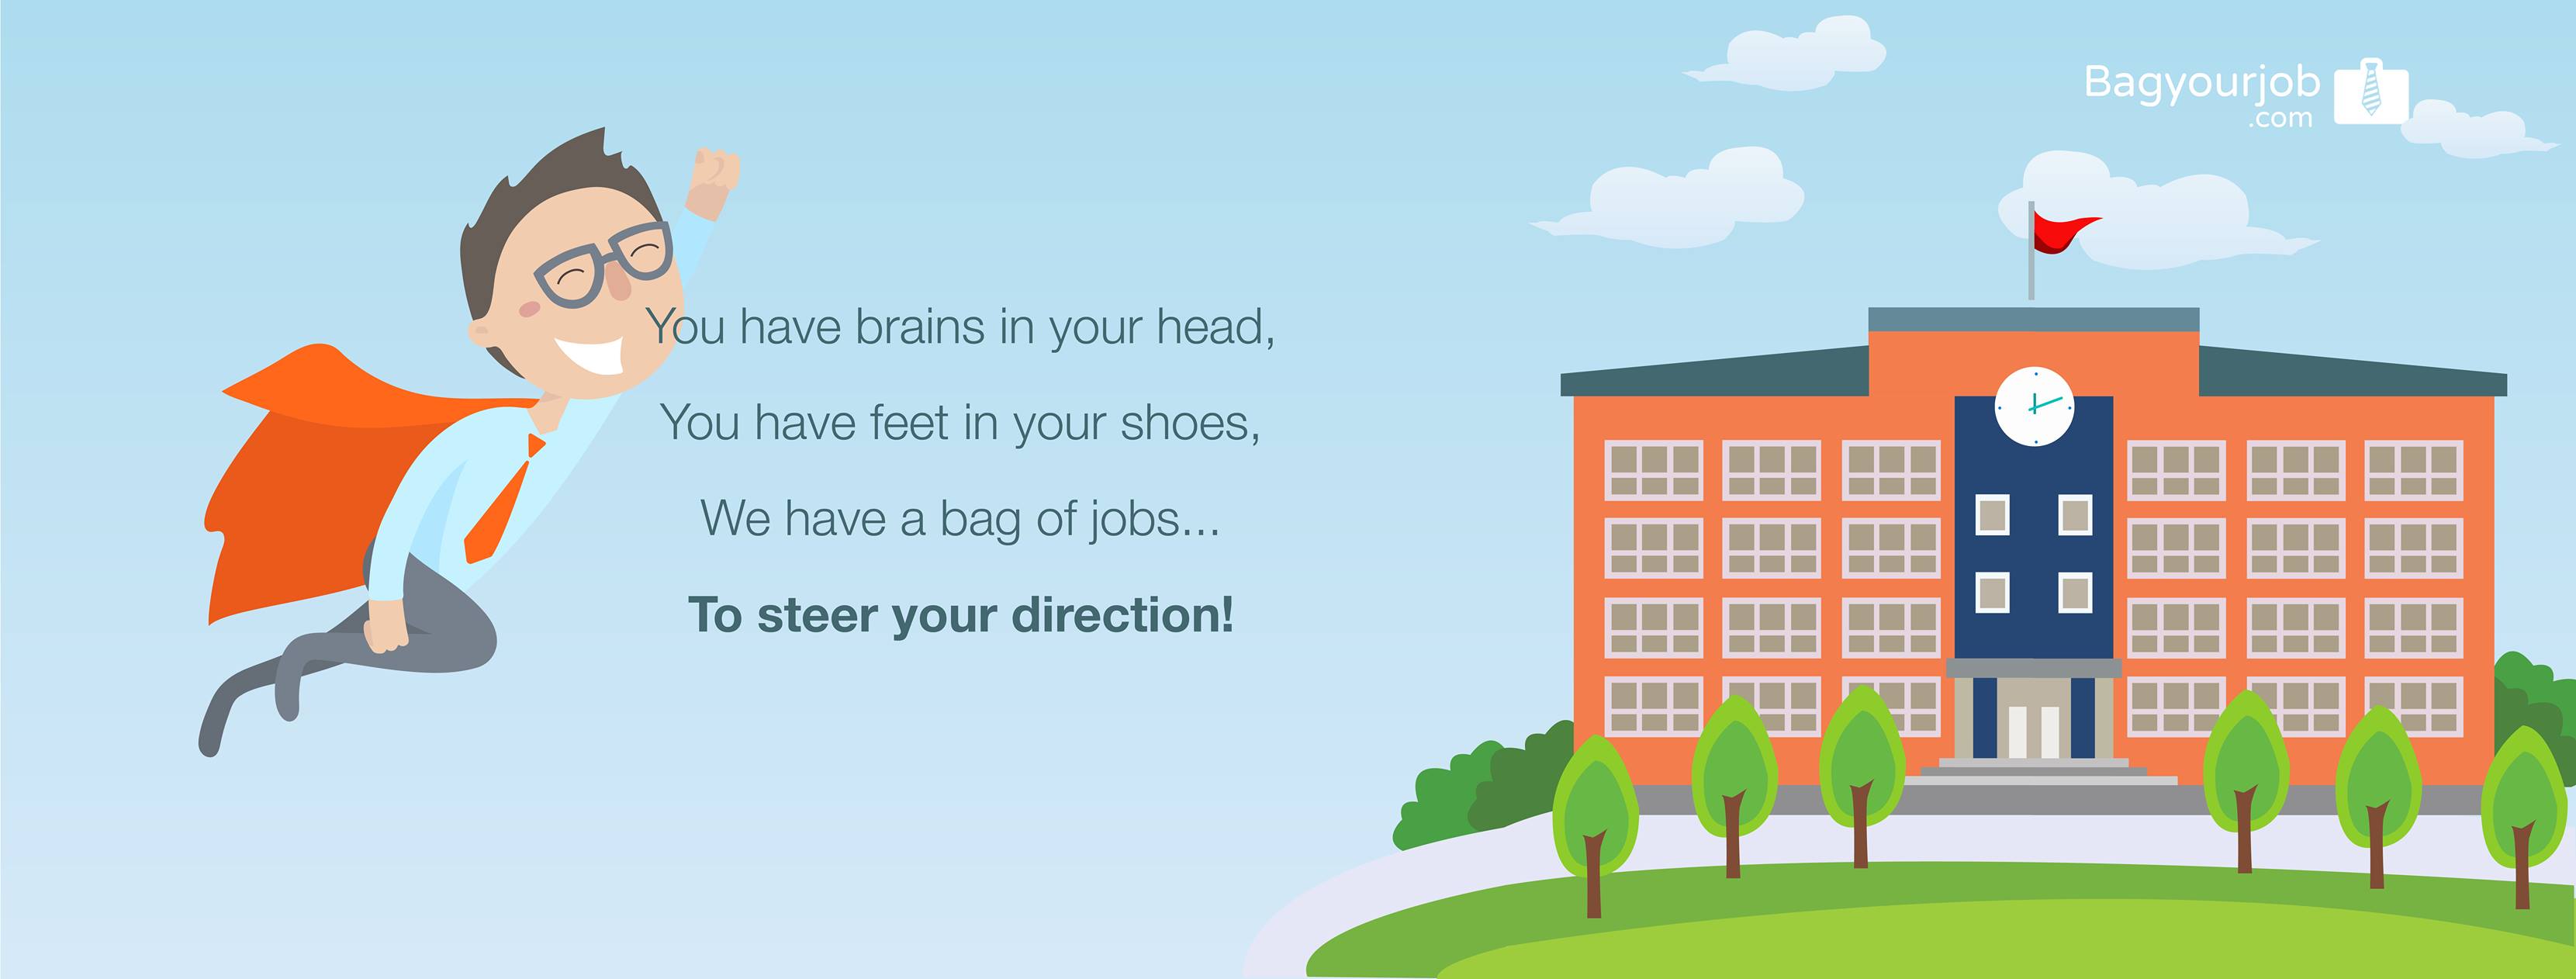 Bagyourjob
.com
You have brains in your head,
You have feet in your shoes,
We have a bag of jobs...
To steer your direction!